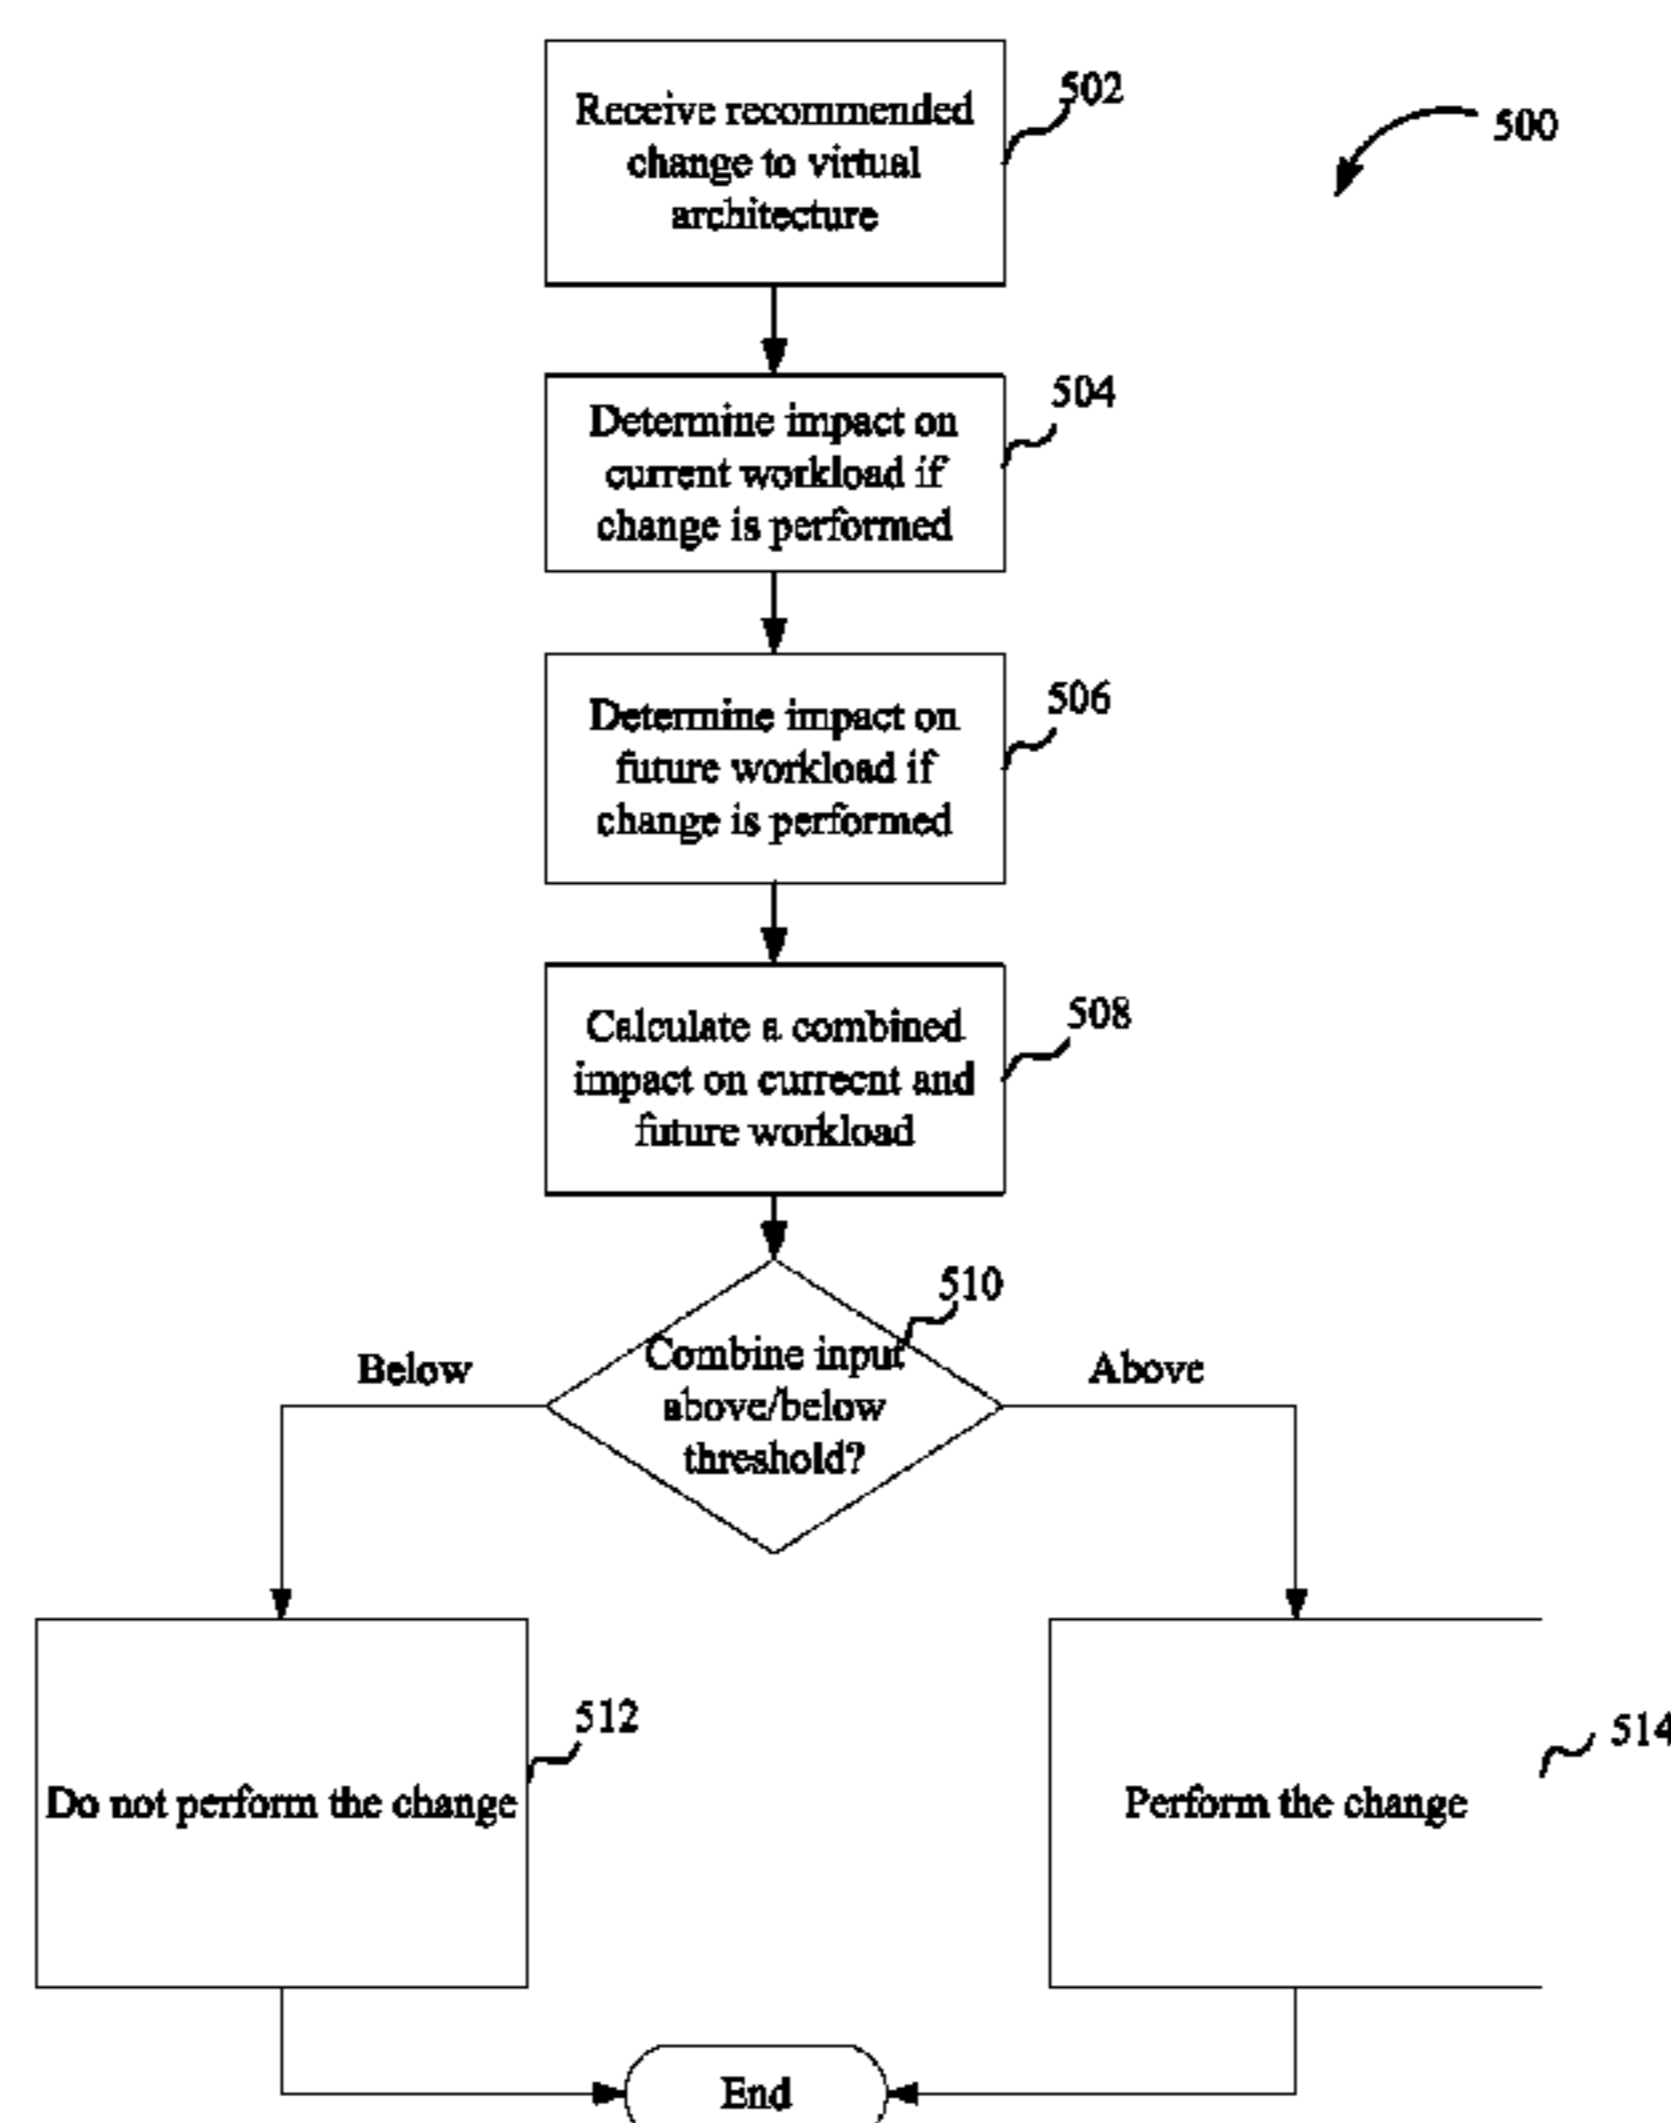 Receive recommended
change to virtual
architecture
502
500
Determine impact on
current workload if
change is performed
504
Determine impact on
future workload if
change is performed
506
Calculate a combined
impact on currecnt and
future workload
508
Combine input
above/below
threshold?
510
Below
Above
Do not perform the change
512
Perform the change
514
End